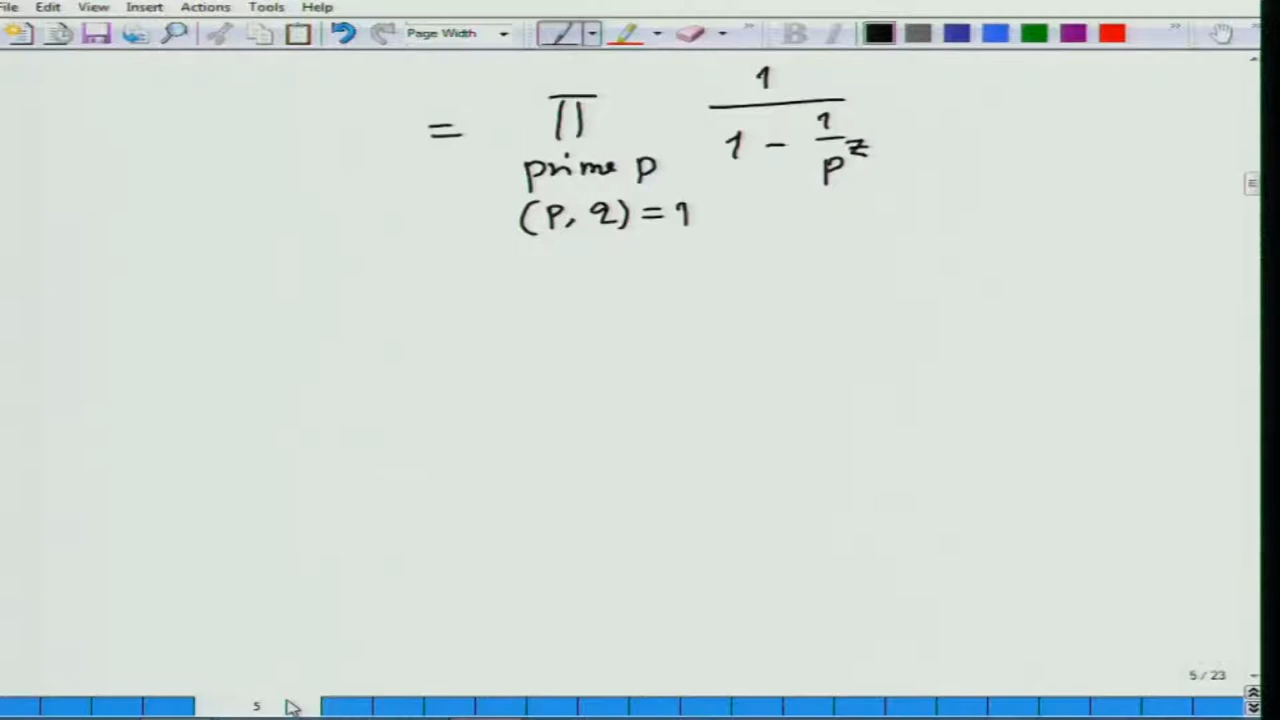 File Edit View Insert Actions Tools Help
Page Width
= ∏ 1 / (1 - 1/p^z)
prime p
(p, q) = 1
5 / 23
5